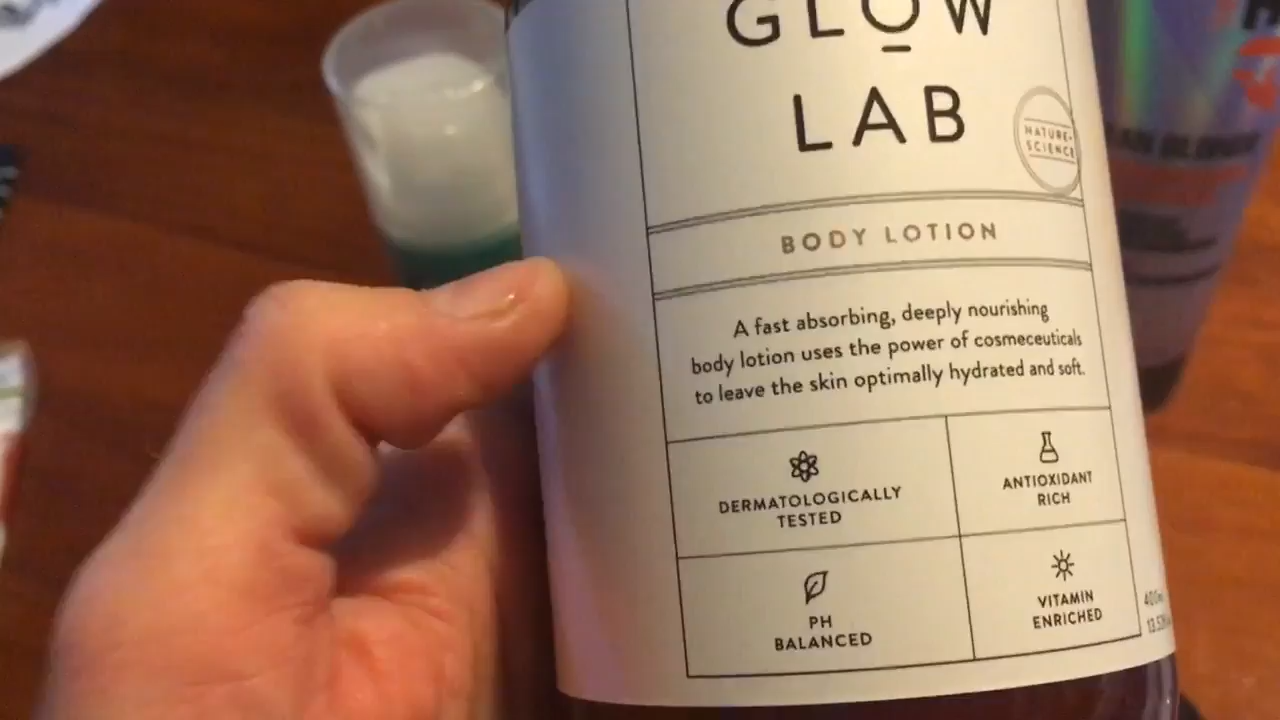 GLOW
LAB
NATURE-
SCIENCE
BODY LOTION
A fast absorbing, deeply nourishing
body lotion uses the power of cosmeceuticals
to leave the skin optimally hydrated and soft.
DERMATOLOGICALLY
TESTED
ANTIOXIDANT
RICH
PH
BALANCED
VITAMIN
ENRICHED